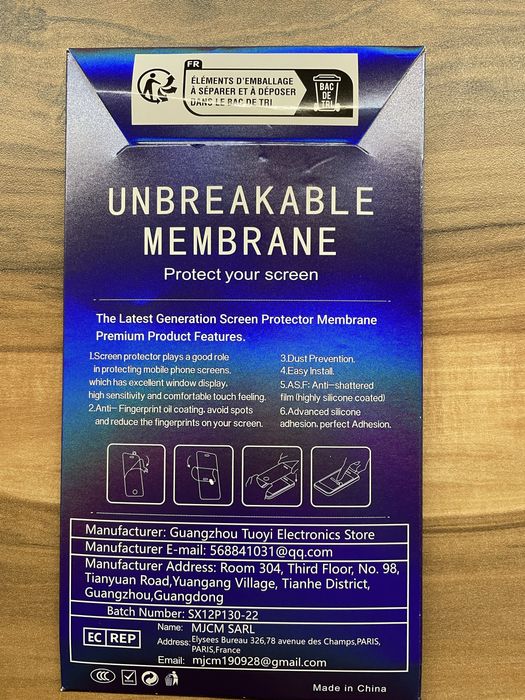 FR
ÉLÉMENTS D'EMBALLAGE
À SÉPARER ET À DÉPOSER
DANS LE BAC DE TRI
BAC
DE
TRI
UNBREAKABLE
MEMBRANE
Protect your screen
The Latest Generation Screen Protector Membrane
Premium Product Features.
1.Screen protector plays a good role
in protecting mobile phone screens.
which has excellent window display,
high sensitivity and comfortable touch feeling.
2.Anti- Fingerprint oil coating, avoid spots
and reduce the fingerprints on your screen.
3.Dust Prevention.
4.Easy Install.
5.AS,F: Anti-shattered
film (highly silicone coated)
6.Advanced silicone
adhesion, perfect Adhesion.
Manufacturer: Guangzhou Tuoyi Electronics Store
Manufacturer E-mail: 568841031@qq.com
Manufacturer Address: Room 304, Third Floor, No. 98,
Tianyuan Road,Yuangang Village, Tianhe District,
Guangzhou,Guangdong
Batch Number: SX12P130-22
EC REP
Name: MJCM SARL
Address: Elysees Bureau 326,78 avenue des Champs,PARIS,
PARIS,France
Email: mjcm190928@gmail.com
CCC
Made in China